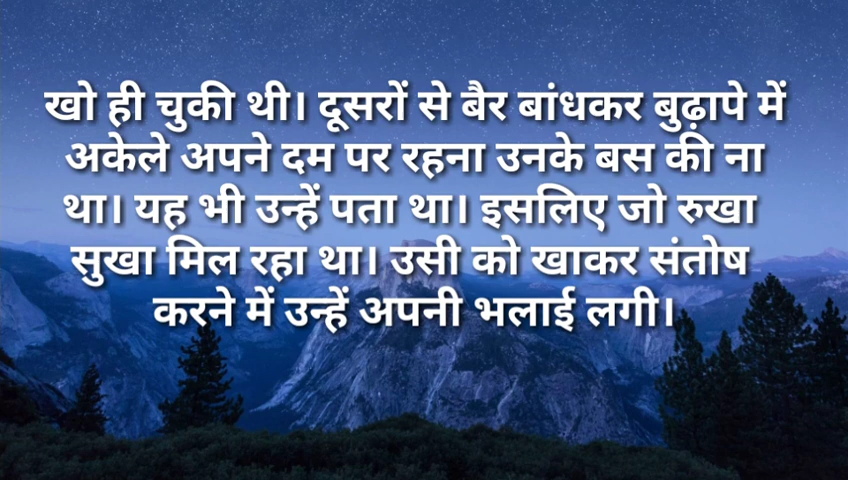 खो ही चुकी थी। दूसरों से बैर बांधकर बुढ़ापे में
अकेले अपने दम पर रहना उनके बस की ना
था। यह भी उन्हें पता था। इसलिए जो रुखा
सुखा मिल रहा था। उसी को खाकर संतोष
करने में उन्हें अपनी भलाई लगी।